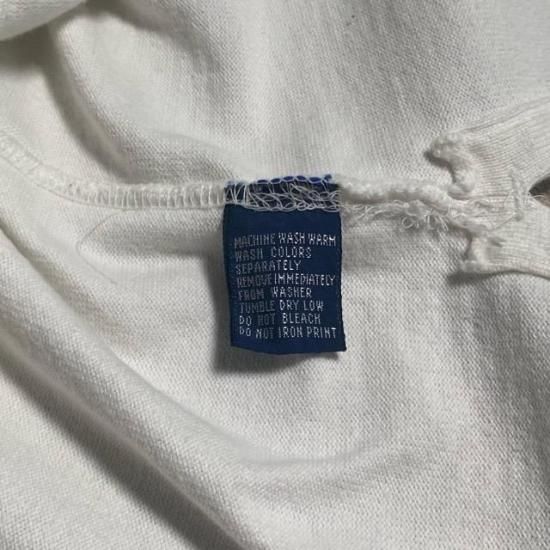 MACHINE WASH WARM
WASH COLORS
SEPARATELY
REMOVE IMMEDIATELY
FROM WASHER
TUMBLE DRY LOW
DO NOT BLEACH
DO NOT IRON PRINT